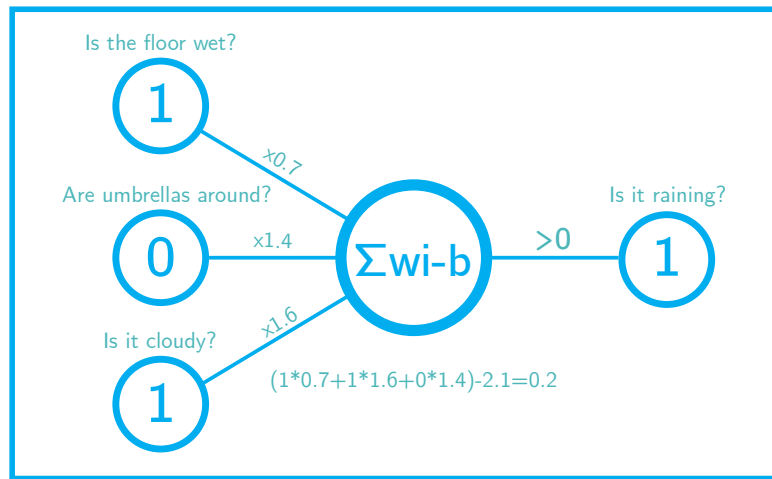 Is the floor wet?
1
x0.7
Are umbrellas around?
0
x1.4
Σwi-b
>0
Is it raining?
1
Is it cloudy?
1
x1.6
(1*0.7+1*1.6+0*1.4)-2.1=0.2